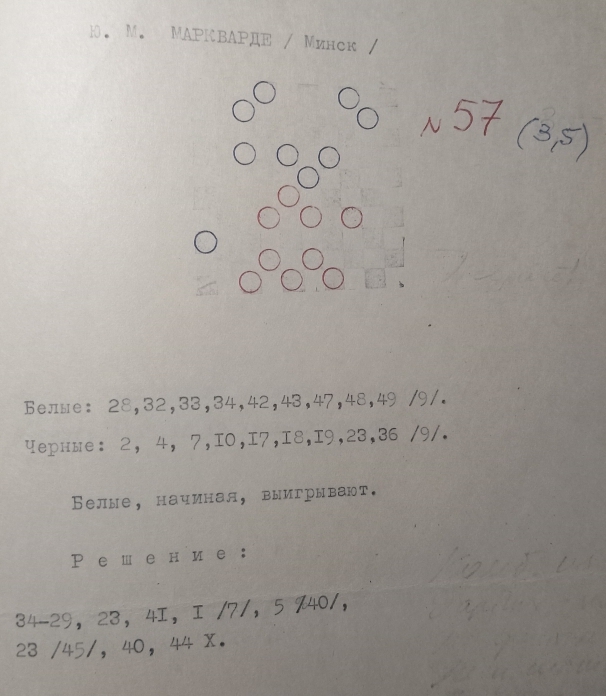 Ю. М. МАРКВАРДЕ / Минск /
№ 57 (3,5)
Белые: 28,32,33,34,42,43,47,48,49 /9/.
Черные: 2, 4, 7,I0,I7,I8,I9,23,36 /9/.
Белые, начиная, выигрывают.
Р е ш е н и е :
34-29, 23, 4I, I /7/, 5 /40/,
23 /45/, 40, 44 X.